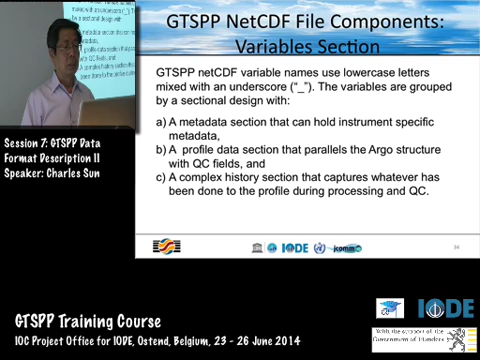 GTSPP NetCDF File Components:
Variables Section
GTSPP netCDF variable names use lowercase letters
mixed with an underscore ("_"). The variables are grouped
by a sectional design with:
a) A metadata section that can hold instrument specific
metadata,
b) A profile data section that parallels the Argo structure
with QC fields, and
c) A complex history section that captures whatever has
been done to the profile during processing and QC.
IODE
jcomm
34
Session 7: GTSPP Data
Format Description II
Speaker: Charles Sun
GTSPP Training Course
IOC Project Office for IODE, Ostend, Belgium, 23 - 26 June 2014
IODE
With the support of the
Government of Flanders